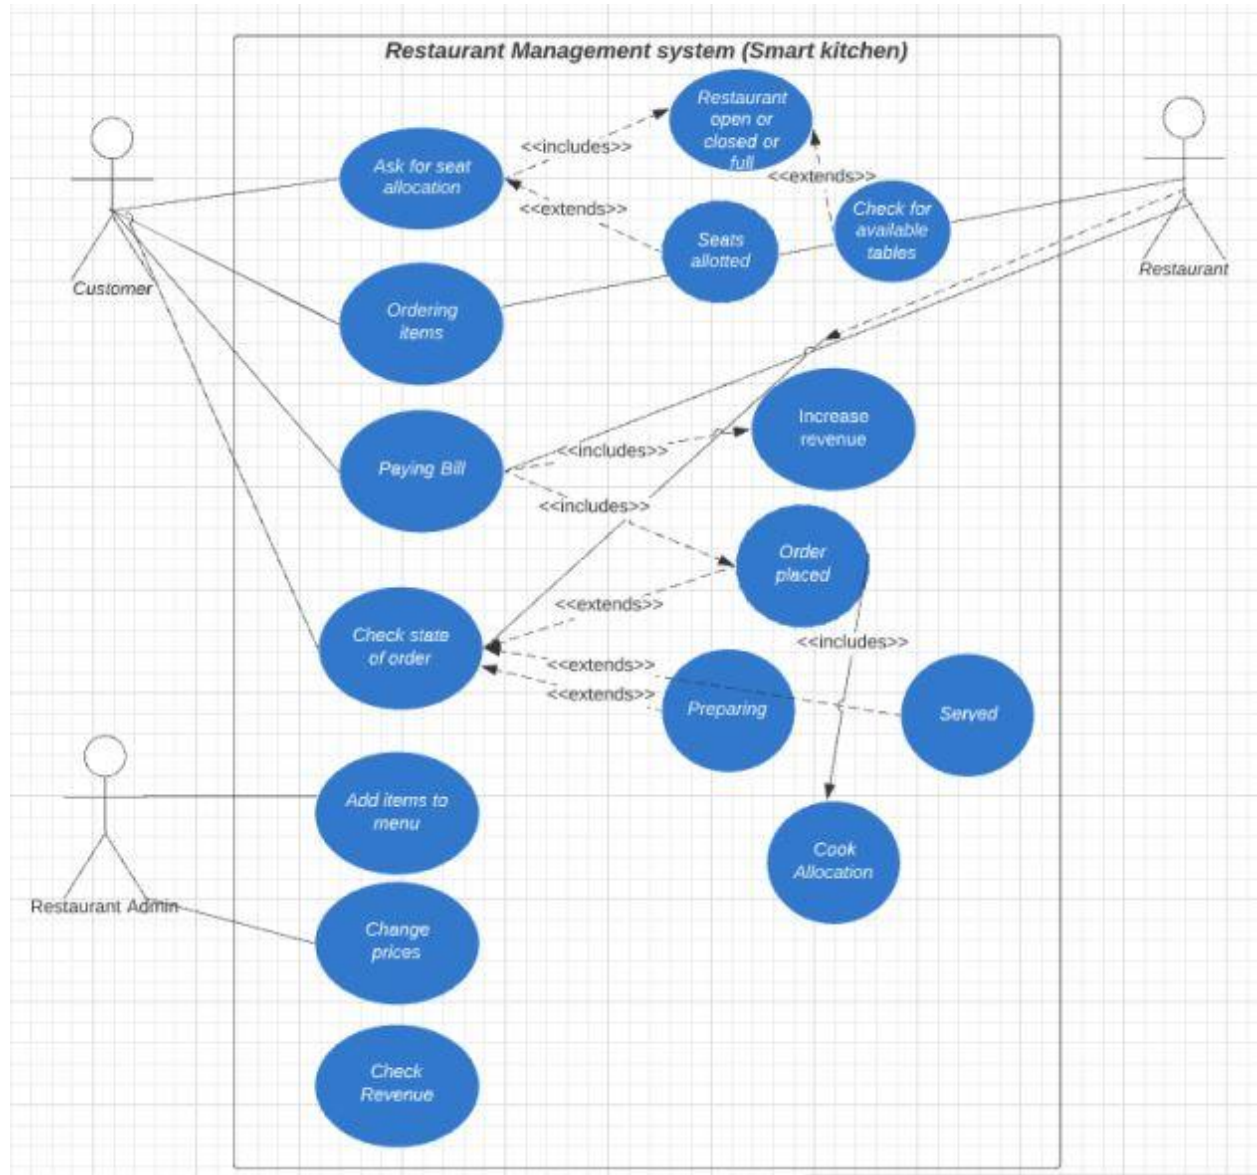 Restaurant Management system (Smart kitchen)
Restaurant
open or
closed or
full
<<includes>>
Ask for seat
allocation
<<extends>>
<<extends>>
Check for
available
tables
Seats
allotted
Customer
Restaurant
Ordering
items
Increase
revenue
<<includes>>
Paying Bill
<<includes>>
Order
placed
<<extends>>
Check state
of order
<<includes>>
<<extends>>
<<extends>>
Preparing
Served
Add items to
menu
Cook
Allocation
Restaurant Admin
Change
prices
Check
Revenue